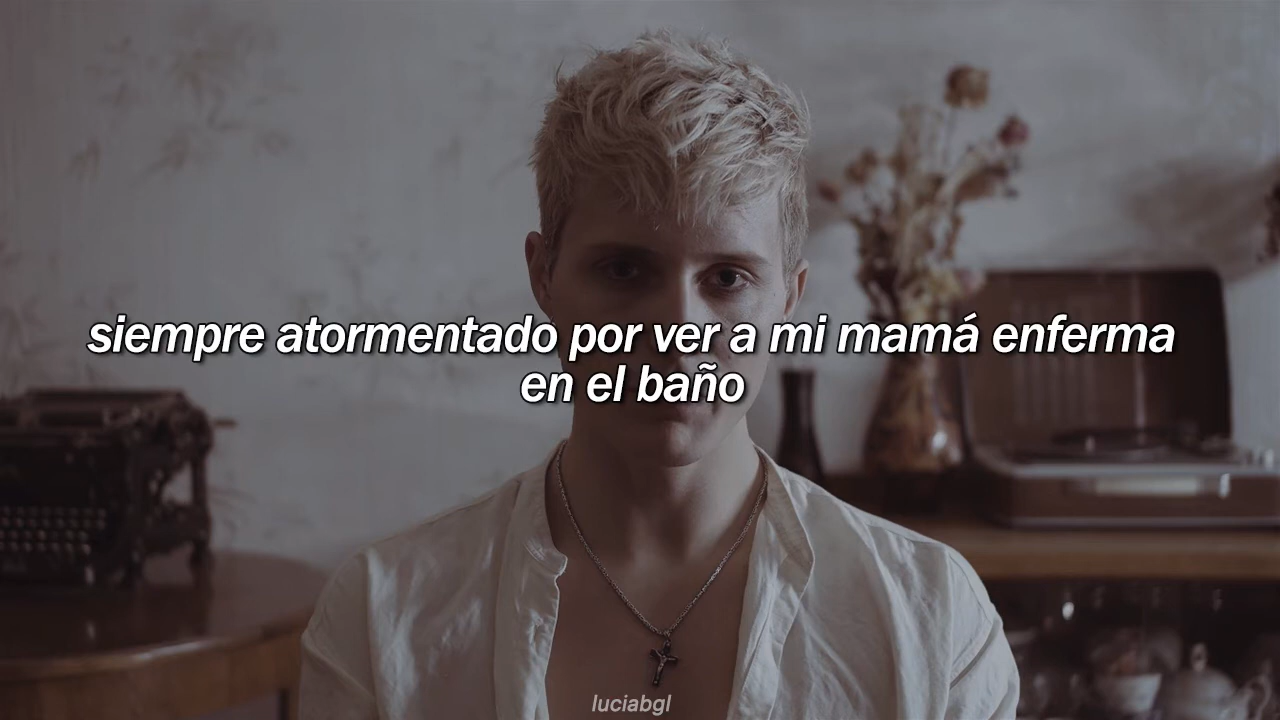 siempre atormentado por ver a mi mamá enferma
en el baño
luciabgl